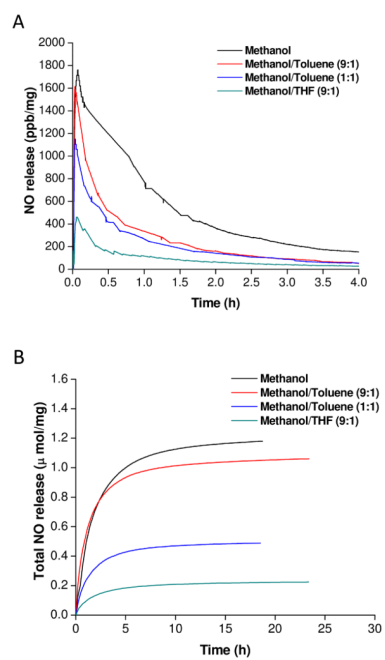 A
Methanol
Methanol/Toluene (9:1)
Methanol/Toluene (1:1)
Methanol/THF (9:1)
NO release (ppb/mg)
2000
1800
1600
1400
1200
1000
800
600
400
200
0
0.0 0.5 1.0 1.5 2.0 2.5 3.0 3.5 4.0
Time (h)
B
Methanol
Methanol/Toluene (9:1)
Methanol/Toluene (1:1)
Methanol/THF (9:1)
Total NO release (μ mol/mg)
1.6
1.4
1.2
1.0
0.8
0.6
0.4
0.2
0.0
0 5 10 15 20 25 30
Time (h)